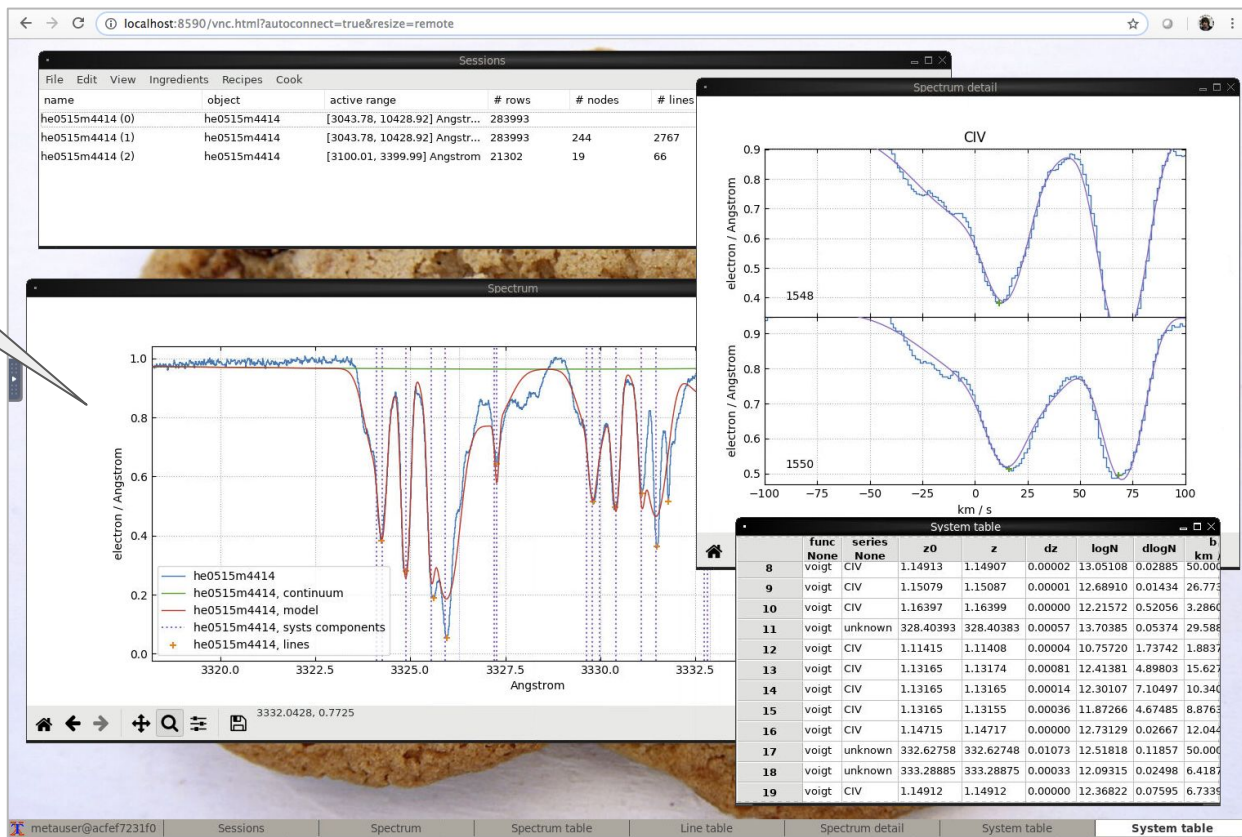 localhost:8590/vnc.html?autoconnect=true&resize=remote
Sessions
File Edit View Ingredients Recipes Cook
name object active range # rows # nodes # lines
he0515m4414 (0) he0515m4414 [3043.78, 10428.92] Angstr... 283993
he0515m4414 (1) he0515m4414 [3043.78, 10428.92] Angstr... 283993 244 2767
he0515m4414 (2) he0515m4414 [3100.01, 3399.99] Angstrom 21302 19 66
Spectrum detail
CIV
0.9
0.8
0.7
0.6
0.5
0.4
electron / Angstrom
1548
0.9
0.8
0.7
0.6
0.5
electron / Angstrom
1550
−100 −75 −50 −25 0 25 50 75 100
km / s
Spectrum
1.0
0.8
0.6
0.4
0.2
0.0
electron / Angstrom
he0515m4414
he0515m4414, continuum
he0515m4414, model
he0515m4414, systs components
he0515m4414, lines
3320.0 3322.5 3325.0 3327.5 3330.0 3332.5
Angstrom
3332.0428, 0.7725
System table
func series z0 z dz logN dlogN b
None None km /
8 voigt CIV 1.14913 1.14907 0.00002 13.05108 0.02885 50.000
9 voigt CIV 1.15079 1.15087 0.00001 12.68910 0.01434 26.773
10 voigt CIV 1.16397 1.16399 0.00000 12.21572 0.52056 3.2860
11 voigt unknown 328.40393 328.40383 0.00057 13.70385 0.05374 29.588
12 voigt CIV 1.11415 1.11408 0.00004 10.75720 1.73742 1.8837
13 voigt CIV 1.13165 1.13174 0.00081 12.41381 4.89803 15.627
14 voigt CIV 1.13165 1.13165 0.00014 12.30107 7.10497 10.340
15 voigt CIV 1.13165 1.13155 0.00036 11.87266 4.67485 8.8763
16 voigt CIV 1.14715 1.14717 0.00000 12.73129 0.02667 12.044
17 voigt unknown 332.62758 332.62748 0.01073 12.51818 0.11857 50.000
18 voigt unknown 333.28885 333.28875 0.00033 12.09315 0.02498 6.4187
19 voigt CIV 1.14912 1.14912 0.00000 12.36822 0.07595 6.7339
metauser@acfef7231f0 Sessions Spectrum Spectrum table Line table Spectrum detail System table System table